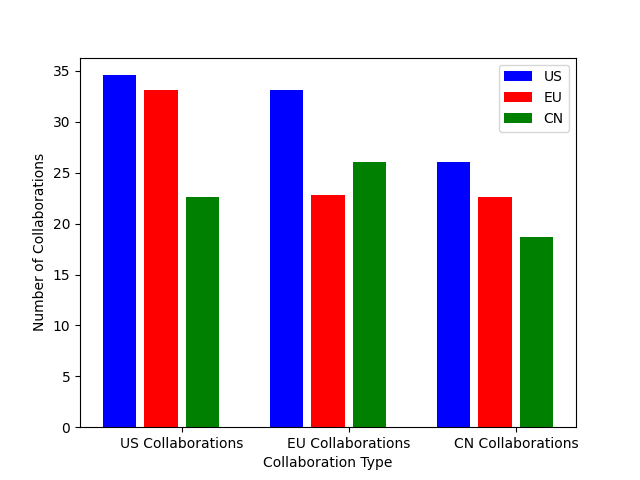 US
EU
CN
35
30
25
20
15
10
5
0
Number of Collaborations
US Collaborations
EU Collaborations
CN Collaborations
Collaboration Type